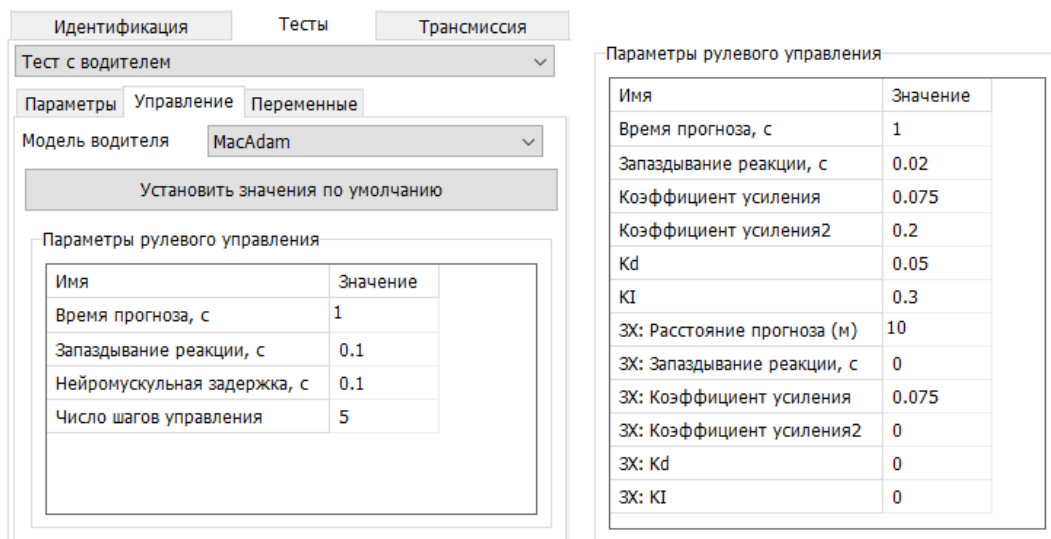 Идентификация Тесты Трансмиссия
Тест с водителем
Параметры Управление Переменные
Модель водителя MacAdam
Установить значения по умолчанию
Параметры рулевого управления
Имя Значение
Время прогноза, с 1
Запаздывание реакции, с 0.1
Нейромускульная задержка, с 0.1
Число шагов управления 5
Параметры рулевого управления
Имя Значение
Время прогноза, с 1
Запаздывание реакции, с 0.02
Коэффициент усиления 0.075
Коэффициент усиления2 0.2
Kd 0.05
KI 0.3
ЗХ: Расстояние прогноза (м) 10
ЗХ: Запаздывание реакции, с 0
ЗХ: Коэффициент усиления 0.075
ЗХ: Коэффициент усиления2 0
ЗХ: Kd 0
ЗХ: KI 0